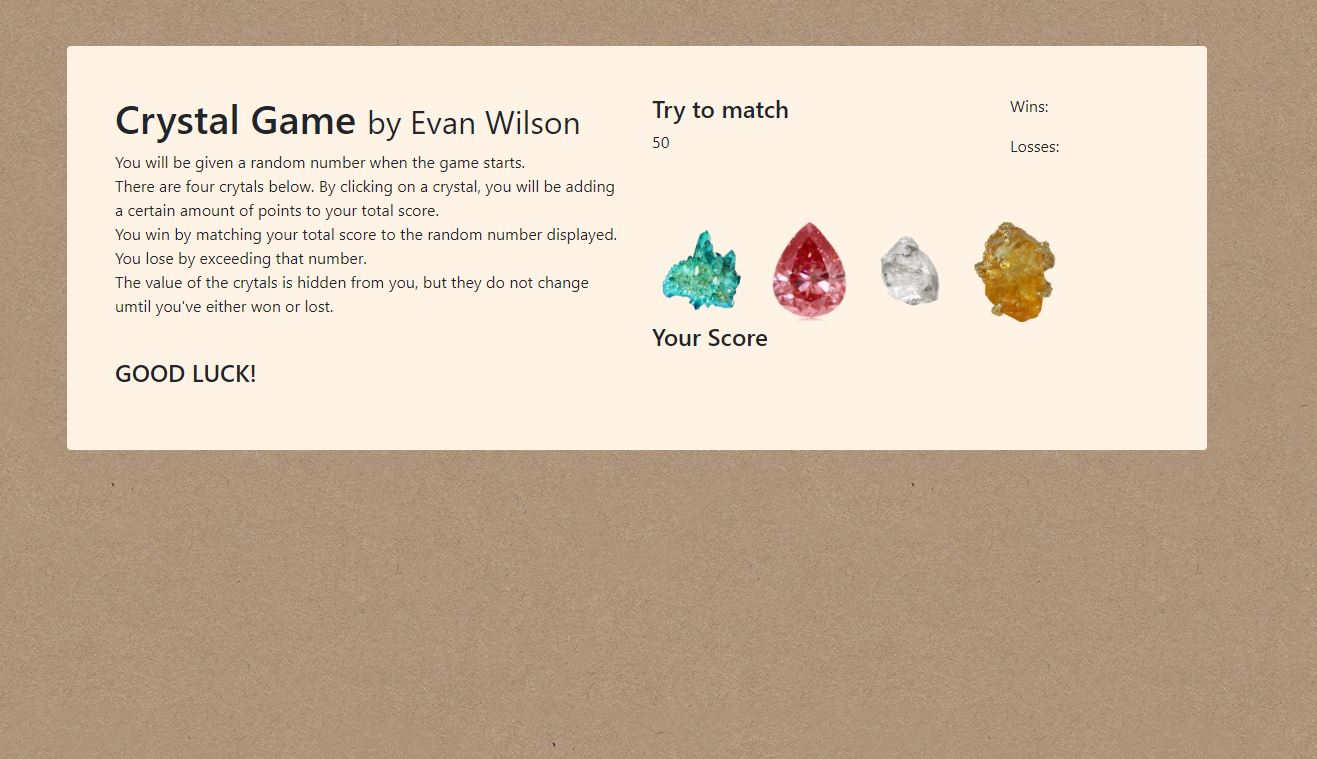 Crystal Game by Evan Wilson
You will be given a random number when the game starts.
There are four crytals below. By clicking on a crystal, you will be adding
a certain amount of points to your total score.
You win by matching your total score to the random number displayed.
You lose by exceeding that number.
The value of the crytals is hidden from you, but they do not change
umtil you've either won or lost.
GOOD LUCK!
Try to match
50
Wins:
Losses:
Your Score